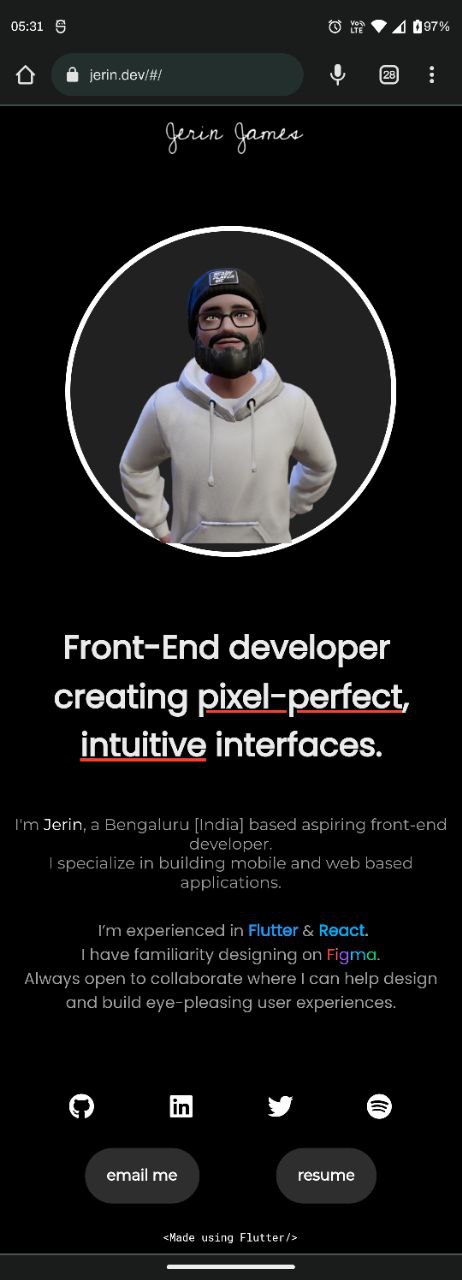 05:31
Vo)) LTE
97%
jerin.dev/#/
28
Jerin James
Front-End developer
creating pixel-perfect,
intuitive interfaces.
I'm Jerin, a Bengaluru [India] based aspiring front-end
developer.
I specialize in building mobile and web based
applications.
I'm experienced in Flutter & React.
I have familiarity designing on Figma.
Always open to collaborate where I can help design
and build eye-pleasing user experiences.
in
email me
resume
<Made using Flutter/>